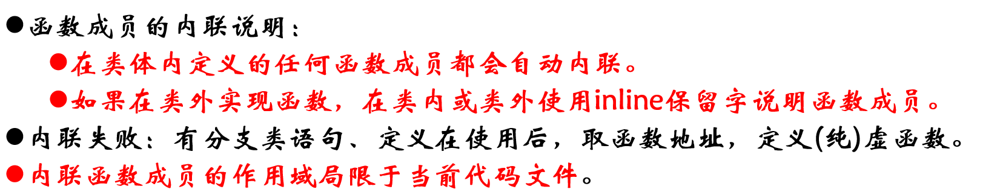 ●函数成员的内联说明：
●在类体内定义的任何函数成员都会自动内联。
●如果在类外实现函数，在类内或类外使用inline保留字说明函数成员。
●内联失败：有分支类语句、定义在使用后，取函数地址，定义(纯)虚函数。
●内联函数成员的作用域局限于当前代码文件。